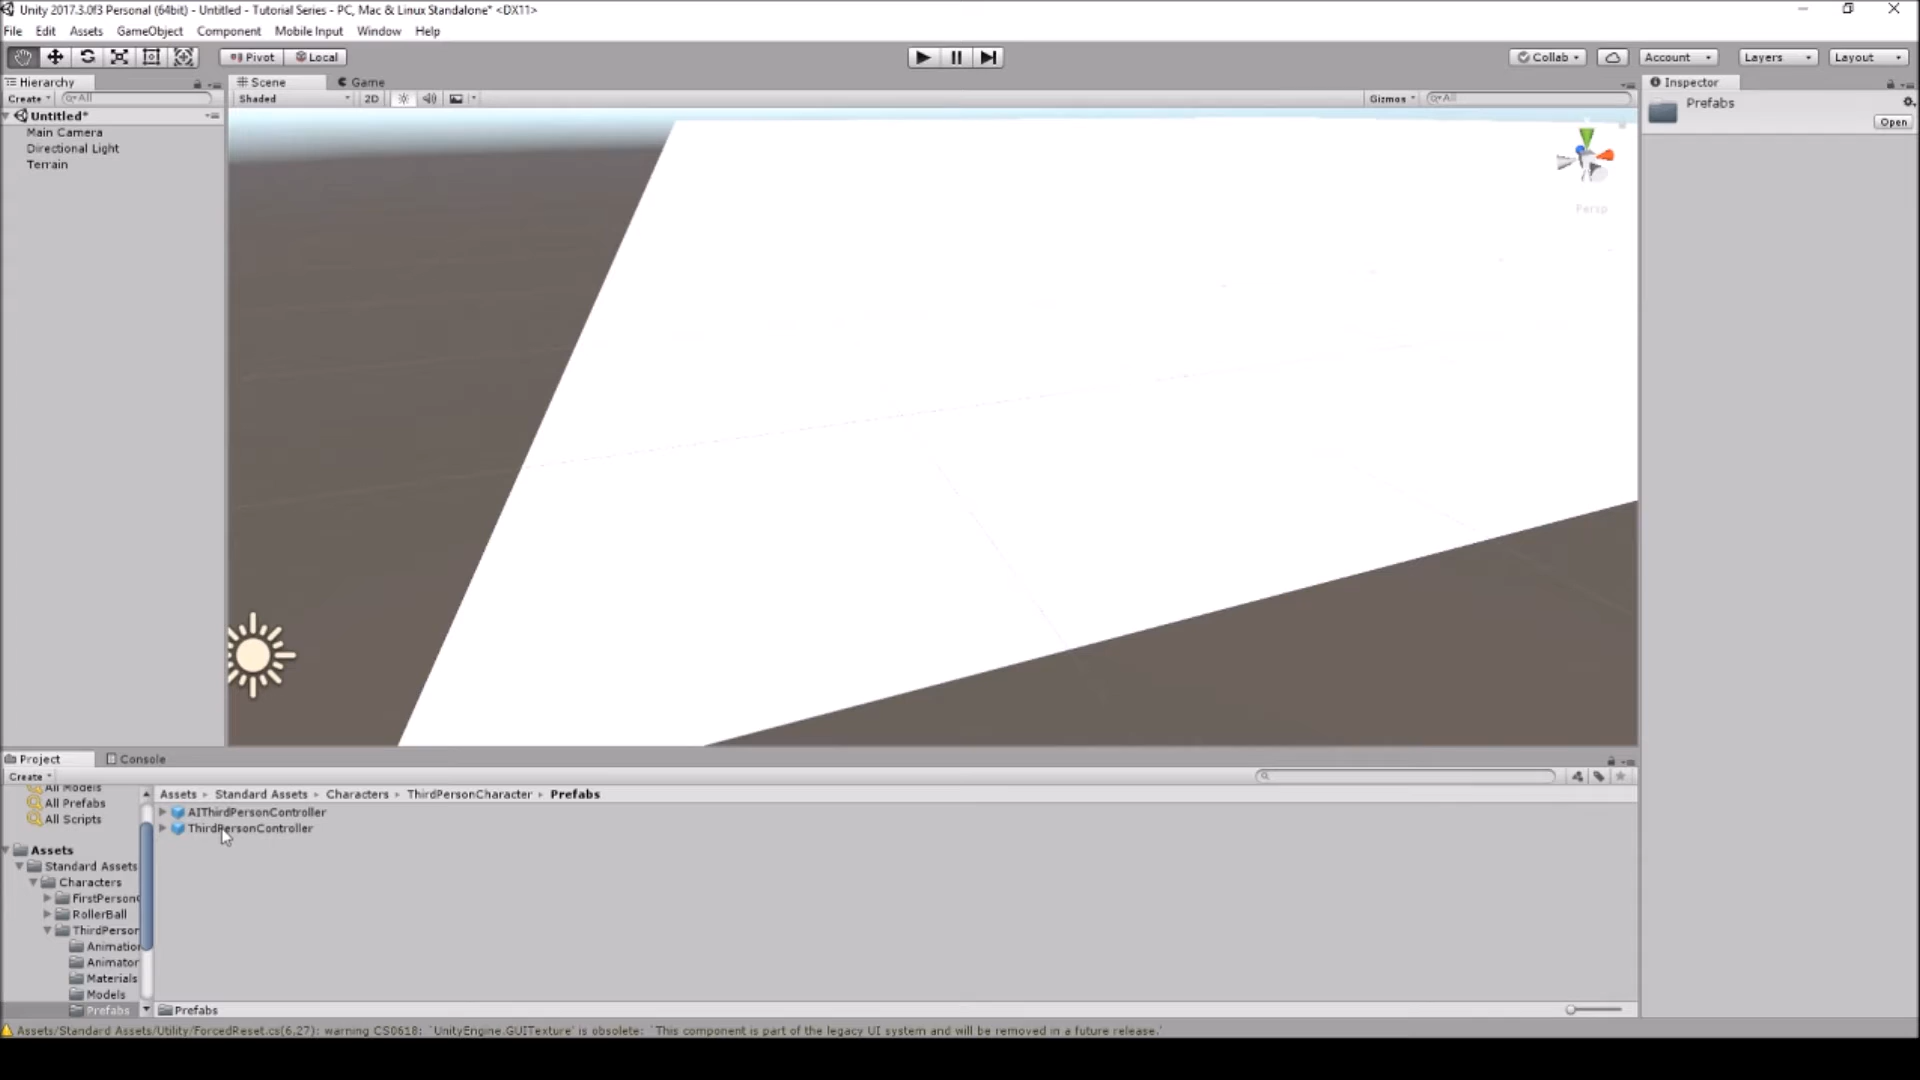 Unity 2017.3.0f3 Personal (64bit) - Untitled - Tutorial Series - PC, Mac & Linux Standalone* <DX11>
File Edit Assets GameObject Component Mobile Input Window Help
Pivot Local Collab Account Layers Layout
Hierarchy Scene Game Inspector
Create All Shaded 2D Gizmos All
Prefabs
Open
Untitled*
Main Camera
Directional Light
Terrain
Persp
Project Console
Create
All Models
All Prefabs
All Scripts
Assets
Standard Assets
Characters
FirstPerson
RollerBall
ThirdPerson
Animation
Animator
Materials
Models
Prefabs
Assets Standard Assets Characters ThirdPersonCharacter Prefabs
AIThirdPersonController
ThirdPersonController
Prefabs
Assets/Standard Assets/Utility/ForcedReset.cs(6,27): warning CS0618: `UnityEngine.GUITexture' is obsolete: `This component is part of the legacy UI system and will be removed in a future release.'